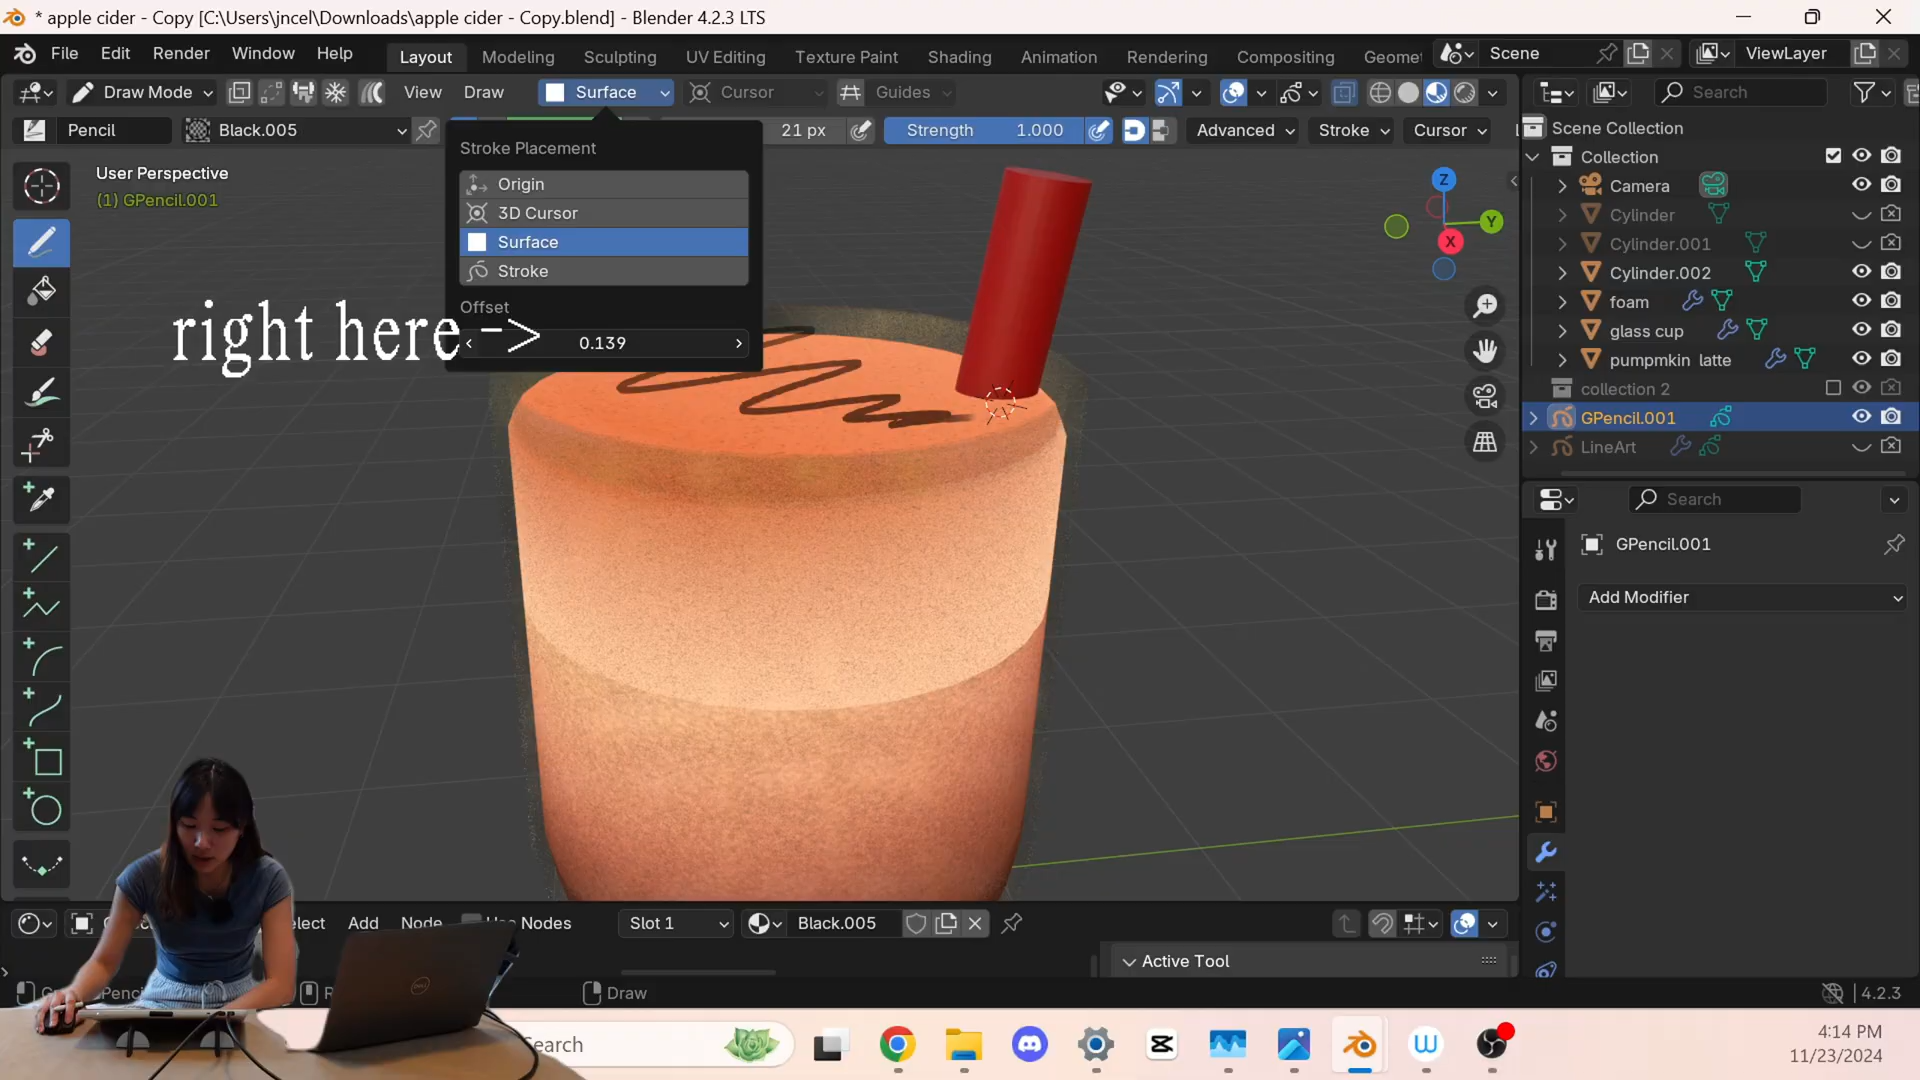 * apple cider - Copy [C:\Users\jncel\Downloads\apple cider - Copy.blend] - Blender 4.2.3 LTS
File Edit Render Window Help Layout Modeling Sculpting UV Editing Texture Paint Shading Animation Rendering Compositing Geomet Scene ViewLayer
Draw Mode View Draw Surface Cursor Guides Search
Pencil Black.005 21 px Strength 1.000 Advanced Stroke Cursor
User Perspective
(1) GPencil.001
Stroke Placement
Origin
3D Cursor
Surface
Stroke
Offset
0.139
right here ->
Z
Y
X
Scene Collection
Collection
Camera
Cylinder
Cylinder.001
Cylinder.002
foam
glass cup
pumpmkin latte
collection 2
GPencil.001
LineArt
Search
GPencil.001
Add Modifier
elect Add Node Nodes Slot 1 Black.005
Active Tool
Draw
4.2.3
earch
4:14 PM
11/23/2024